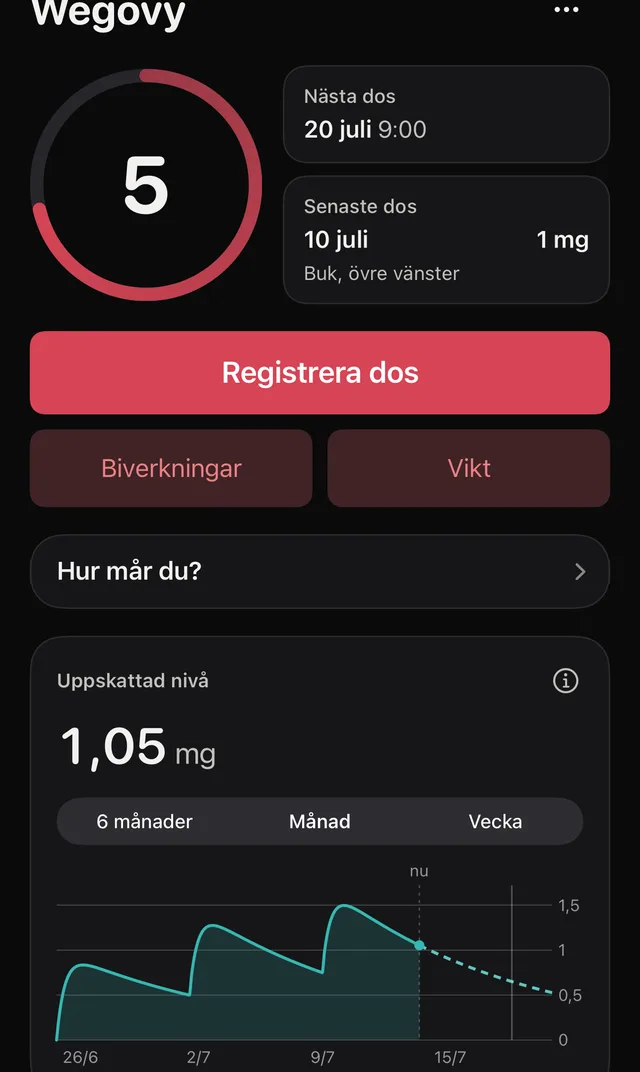 Wegovy
5
Nästa dos
20 juli 9:00
Senaste dos
10 juli 1 mg
Buk, övre vänster
Registrera dos
Biverkningar
Vikt
Hur mår du?
Uppskattad nivå
1,05 mg
6 månader Månad Vecka
nu
1,5
1
0,5
0
26/6 2/7 9/7 15/7